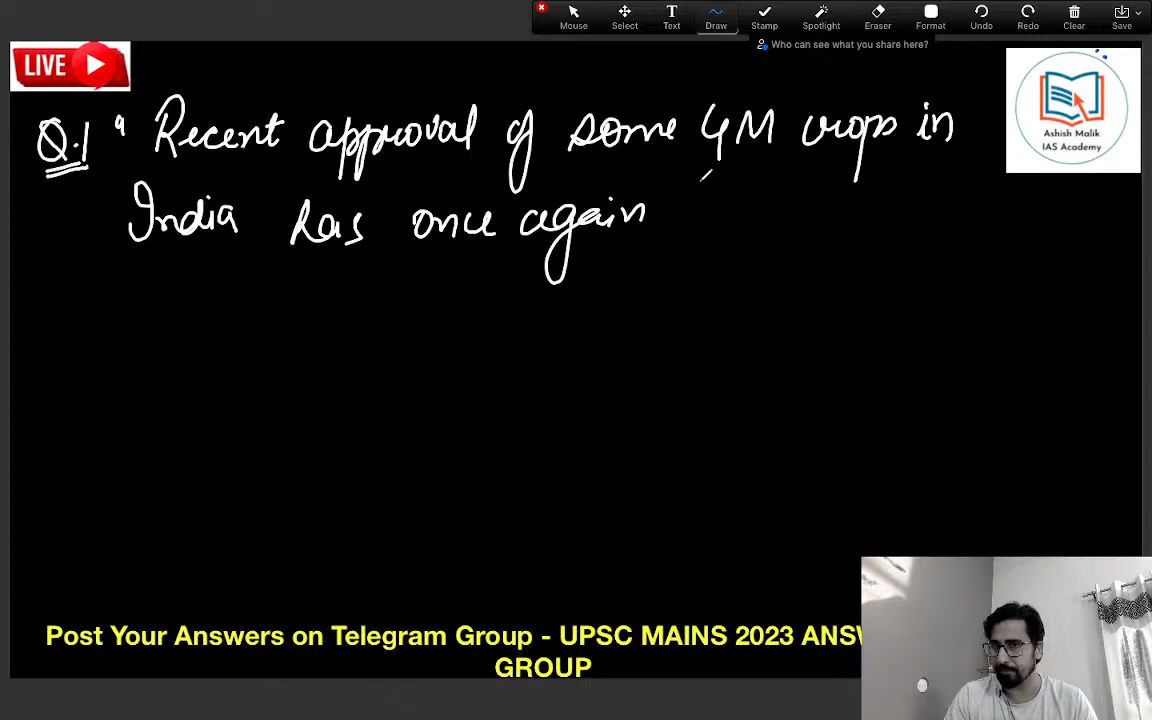 Mouse Select Text Draw Stamp Spotlight Eraser Format Undo Redo Clear Save
Who can see what you share here?
LIVE
Q.1 " Recent approval of some GM crops in
India has once again
Ashish Malik
IAS Academy
Post Your Answers on Telegram Group - UPSC MAINS 2023
GROUP